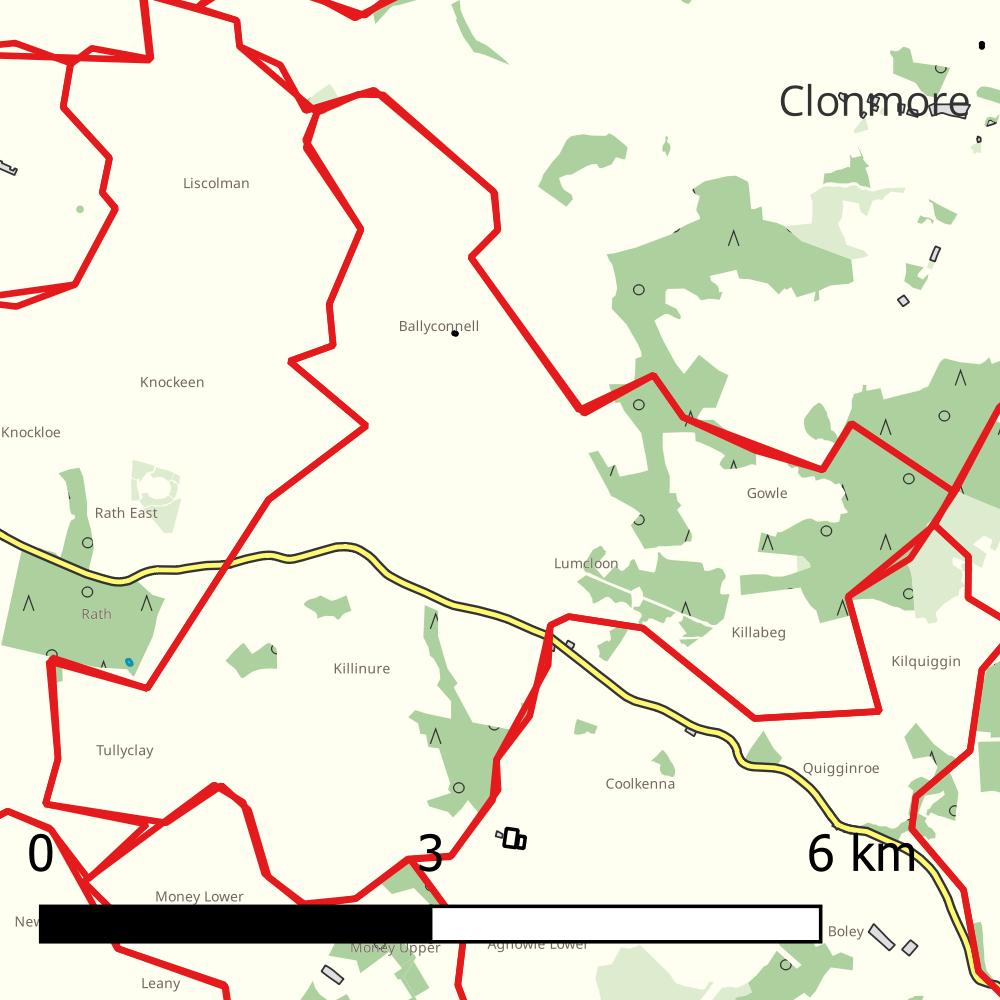 Clonmore
Liscolman
Ballyconnell
Knockeen
Knockloe
Gowle
Rath East
Lumcloon
Rath
Killabeg
Killinure
Kilquiggin
Tullyclay
Quigginroe
Coolkenna
0 3 6 km
Money Lower
New
Boley
Money Upper
Aghowle Lower
Leany